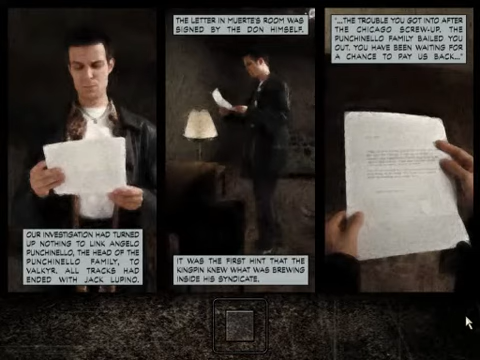 OUR INVESTIGATION HAD TURNED
UP NOTHING TO LINK ANGELO
PUNCHINELLO, THE HEAD OF THE
PUNCHINELLO FAMILY, TO
VALKYR. ALL TRACKS HAD
ENDED WITH JACK LUPINO.
THE LETTER IN MUERTE'S ROOM WAS
SIGNED BY THE DON HIMSELF.
IT WAS THE FIRST HINT THAT THE
KINGPIN KNEW WHAT WAS BREWING
INSIDE HIS SYNDICATE.
"...THE TROUBLE YOU GOT INTO AFTER
THE CHICAGO SCREW-UP, THE
PUNCHINELLO FAMILY BAILED YOU
OUT. YOU HAVE BEEN WAITING FOR
A CHANCE TO PAY US BACK..."